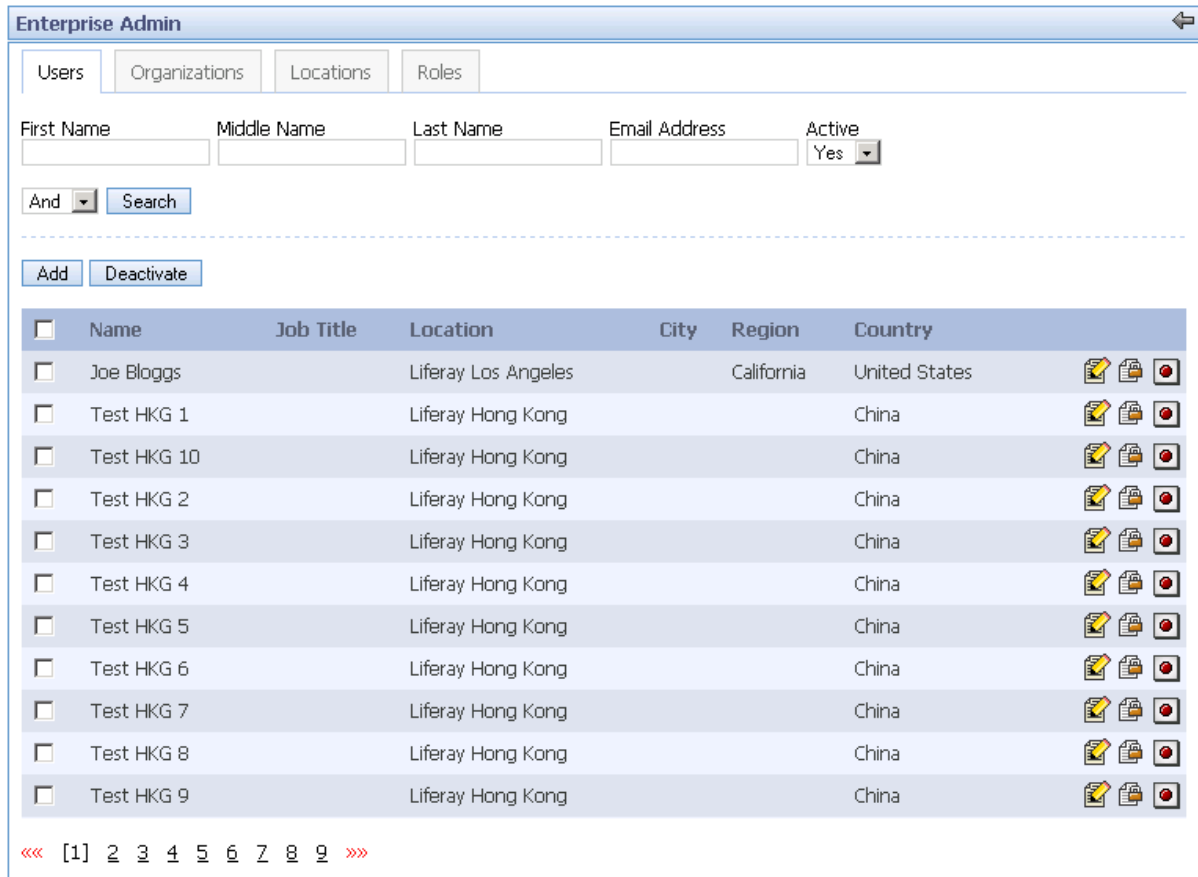 Enterprise Admin
Users Organizations Locations Roles
First Name Middle Name Last Name Email Address Active
Yes
And Search
Add Deactivate
Name Job Title Location City Region Country
Joe Bloggs Liferay Los Angeles California United States
Test HKG 1 Liferay Hong Kong China
Test HKG 10 Liferay Hong Kong China
Test HKG 2 Liferay Hong Kong China
Test HKG 3 Liferay Hong Kong China
Test HKG 4 Liferay Hong Kong China
Test HKG 5 Liferay Hong Kong China
Test HKG 6 Liferay Hong Kong China
Test HKG 7 Liferay Hong Kong China
Test HKG 8 Liferay Hong Kong China
Test HKG 9 Liferay Hong Kong China
«« [1] 2 3 4 5 6 7 8 9 »»